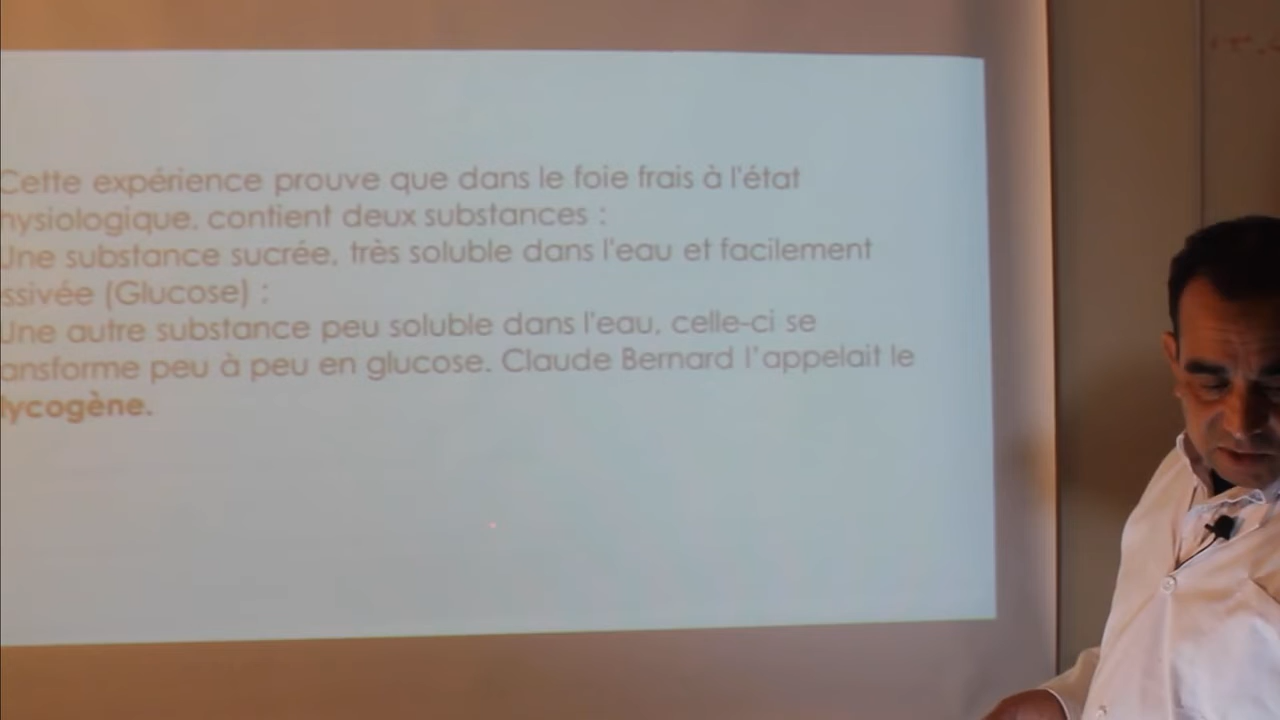 Cette expérience prouve que dans le foie frais à l'état
hysiologique, contient deux substances :
Une substance sucrée, très soluble dans l'eau et facilement
ssivée (Glucose) :
Une autre substance peu soluble dans l'eau, celle-ci se
ansforme peu à peu en glucose. Claude Bernard l'appelait le
lycogène.